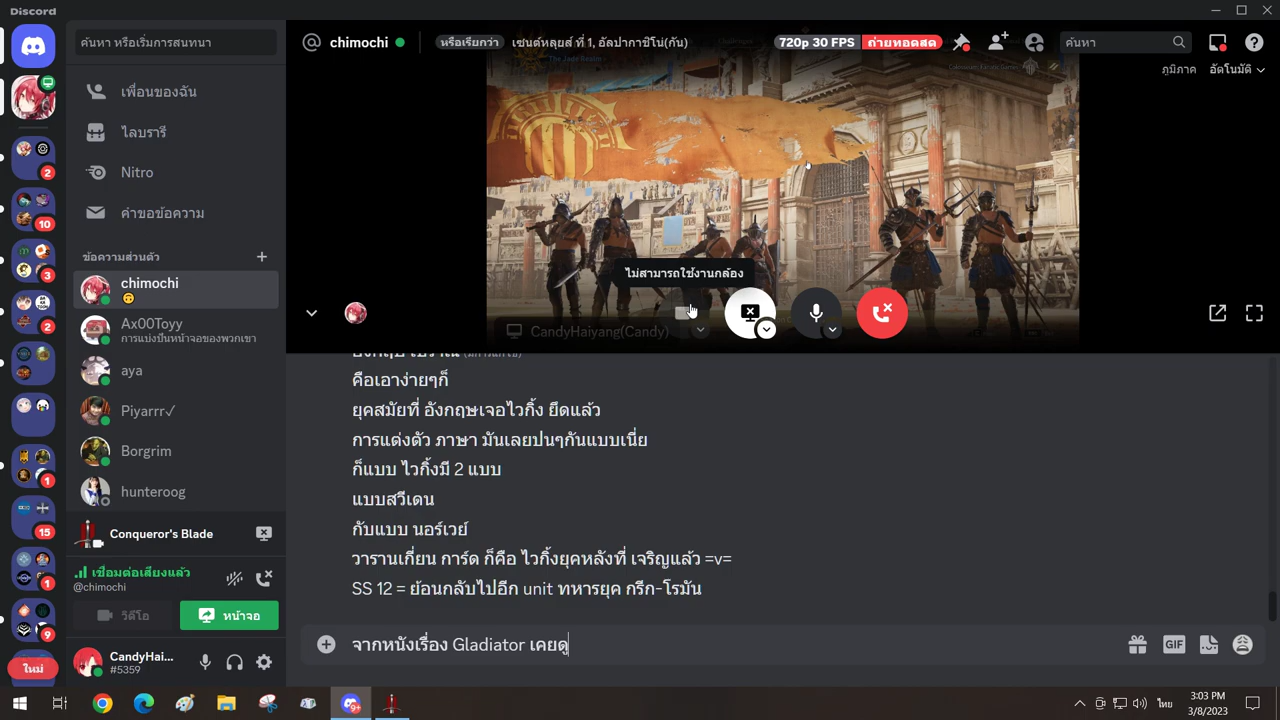 Discord
ค้นหา หรือเริ่มการสนทนา
chimochi
หรือเรียกว่า
เซนต์หลุยส์ ที่ 1, อัลปากาชิโน่(กัน)
720p 30 FPS
ถ่ายทอดสด
ค้นหา
ภูมิภาค
อัตโนมัติ
เพื่อนของฉัน
ไลบรารี
Nitro
คำขอข้อความ
ข้อความส่วนตัว
chimochi
Ax00Toyy
การแบ่งปันหน้าจอของพวกเขา
aya
Piyarrr✓
Borgrim
hunteroog
The Jade Realm
ไม่สามารถใช้งานกล้อง
CandyHaiyang(Candy)
คือเอาง่ายๆก็
ยุคสมัยที่ อังกฤษเจอไวกิ้ง ยึดแล้ว
การแต่งตัว ภาษา มันเลยปนๆกันแบบเนี่ย
ก็แบบ ไวกิ้งมี 2 แบบ
แบบสวีเดน
กับแบบ นอร์เวย์
วารานเกี่ยน การ์ด ก็คือ ไวกิ้งยุคหลังที่ เจริญแล้ว =v=
SS 12 = ย้อนกลับไปอีก unit ทหารยุค กรีก-โรมัน
จากหนังเรื่อง Gladiator เคยดู
GIF
Conqueror's Blade
เชื่อมต่อเสียงแล้ว
@chimochi
วิดีโอ
หน้าจอ
CandyHai...
#5359
2
10
3
2
1
15
1
9
ใหม่
9+
ไทย
3:03 PM
3/8/2023